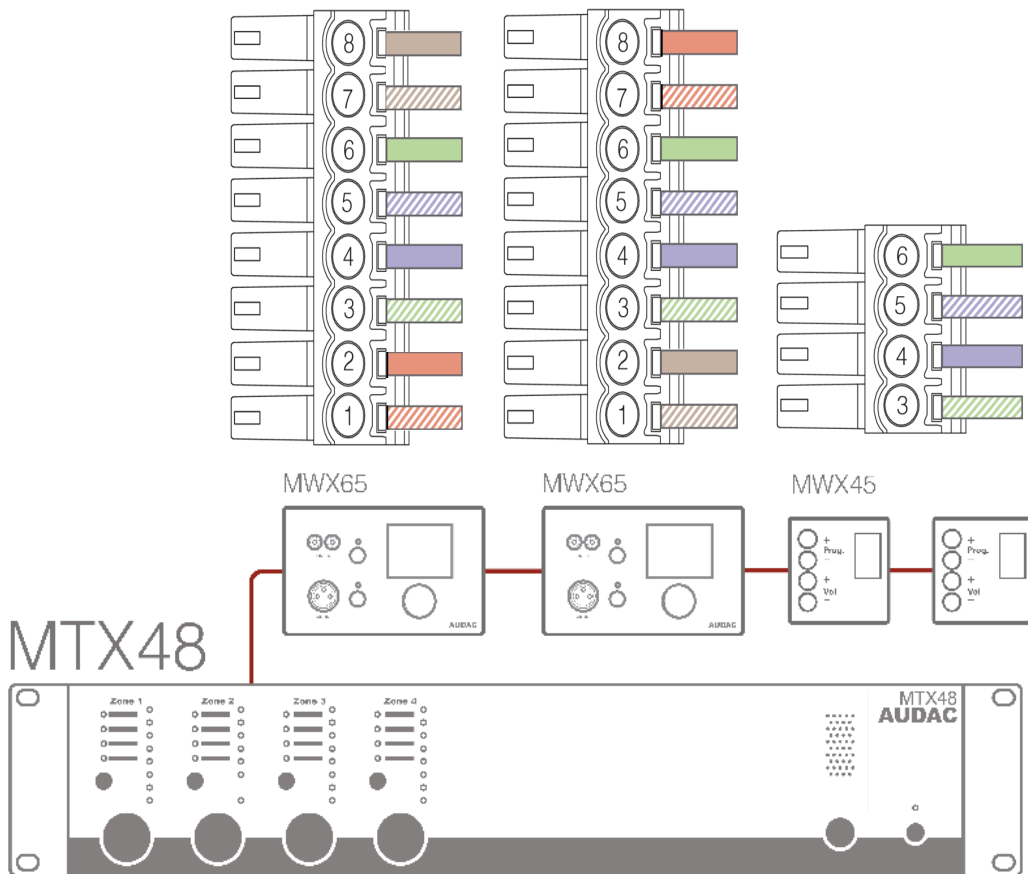 8 8
7 7
6 6
5 5 6
4 4 5
3 3 4
2 2 3
1 1
MWX65 MWX65 MWX45
+ Prog. − + Vol − + Prog. − + Vol −
AUDAC AUDAC
MTX48
Zone 1 Zone 2 Zone 3 Zone 4
MTX48
AUDAC